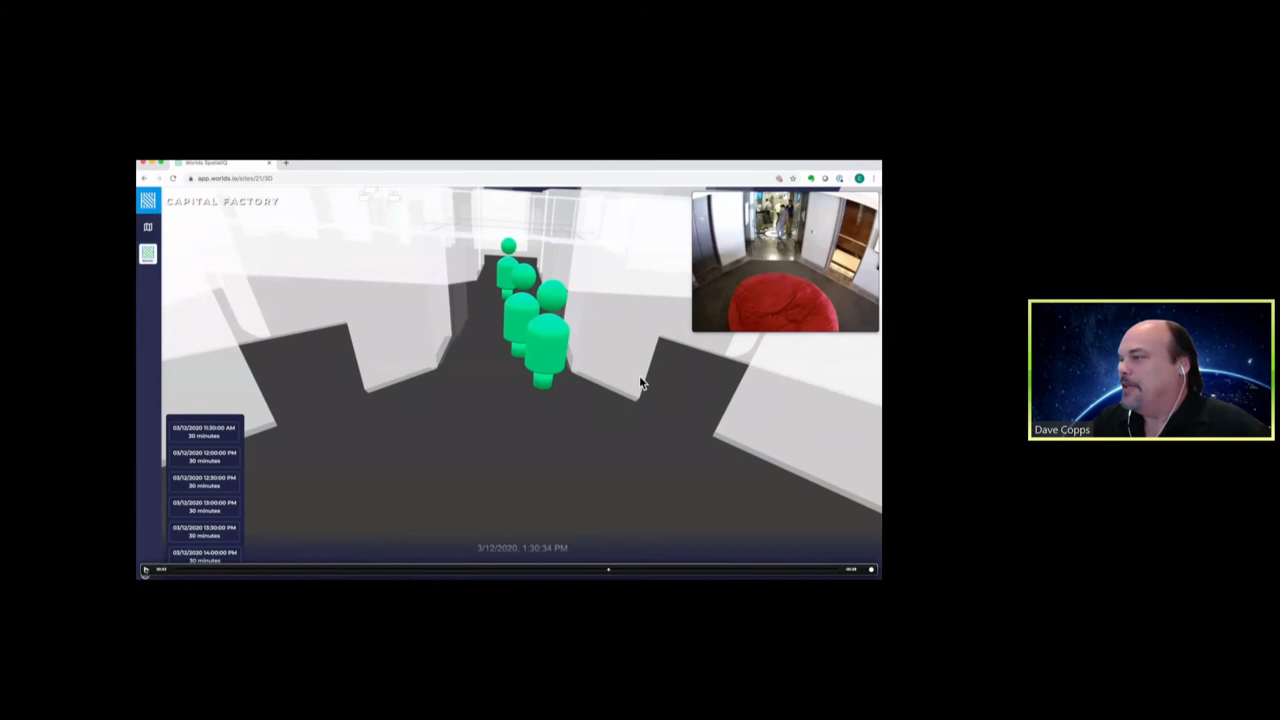 Worlds SpatialIQ
app.worlds.io/sites/21/3D
CAPITAL FACTORY
03/12/2020 11:30:00 AM
30 minutes
03/12/2020 12:00:00 PM
30 minutes
03/12/2020 12:30:00 PM
30 minutes
03/12/2020 13:00:00 PM
30 minutes
03/12/2020 13:30:00 PM
30 minutes
03/12/2020 14:00:00 PM
30 minutes
3/12/2020, 1:30:34 PM
Dave Copps